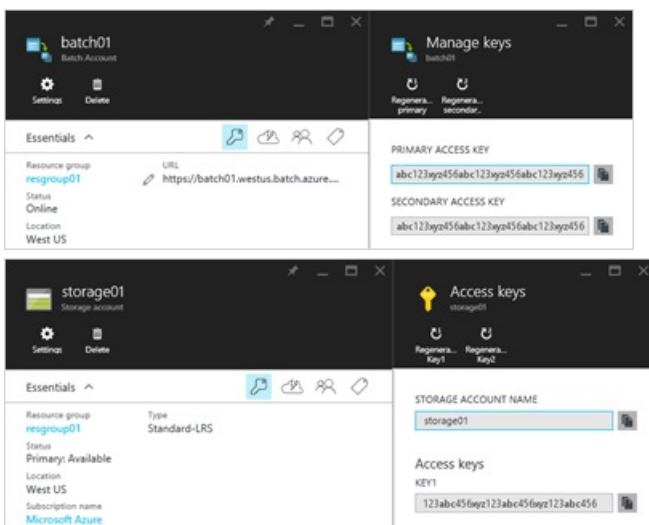 batch01
Batch Account
Settings Delete
Essentials
Resource group
resgroup01
URL
https://batch01.westus.batch.azure....
Status
Online
Location
West US
Manage keys
batch01
Regenera... primary
Regenera... secondar..
PRIMARY ACCESS KEY
abc123xyz456abc123xyz456abc123xyz456
SECONDARY ACCESS KEY
abc123xyz456abc123xyz456abc123xyz456
storage01
Storage account
Settings Delete
Essentials
Resource group
resgroup01
Type
Standard-LRS
Status
Primary: Available
Location
West US
Subscription name
Microsoft Azure
Access keys
storage01
Regenera... Key1
Regenera... Key2
STORAGE ACCOUNT NAME
storage01
Access keys
KEY1
123abc456xyz123abc456xyz123abc456